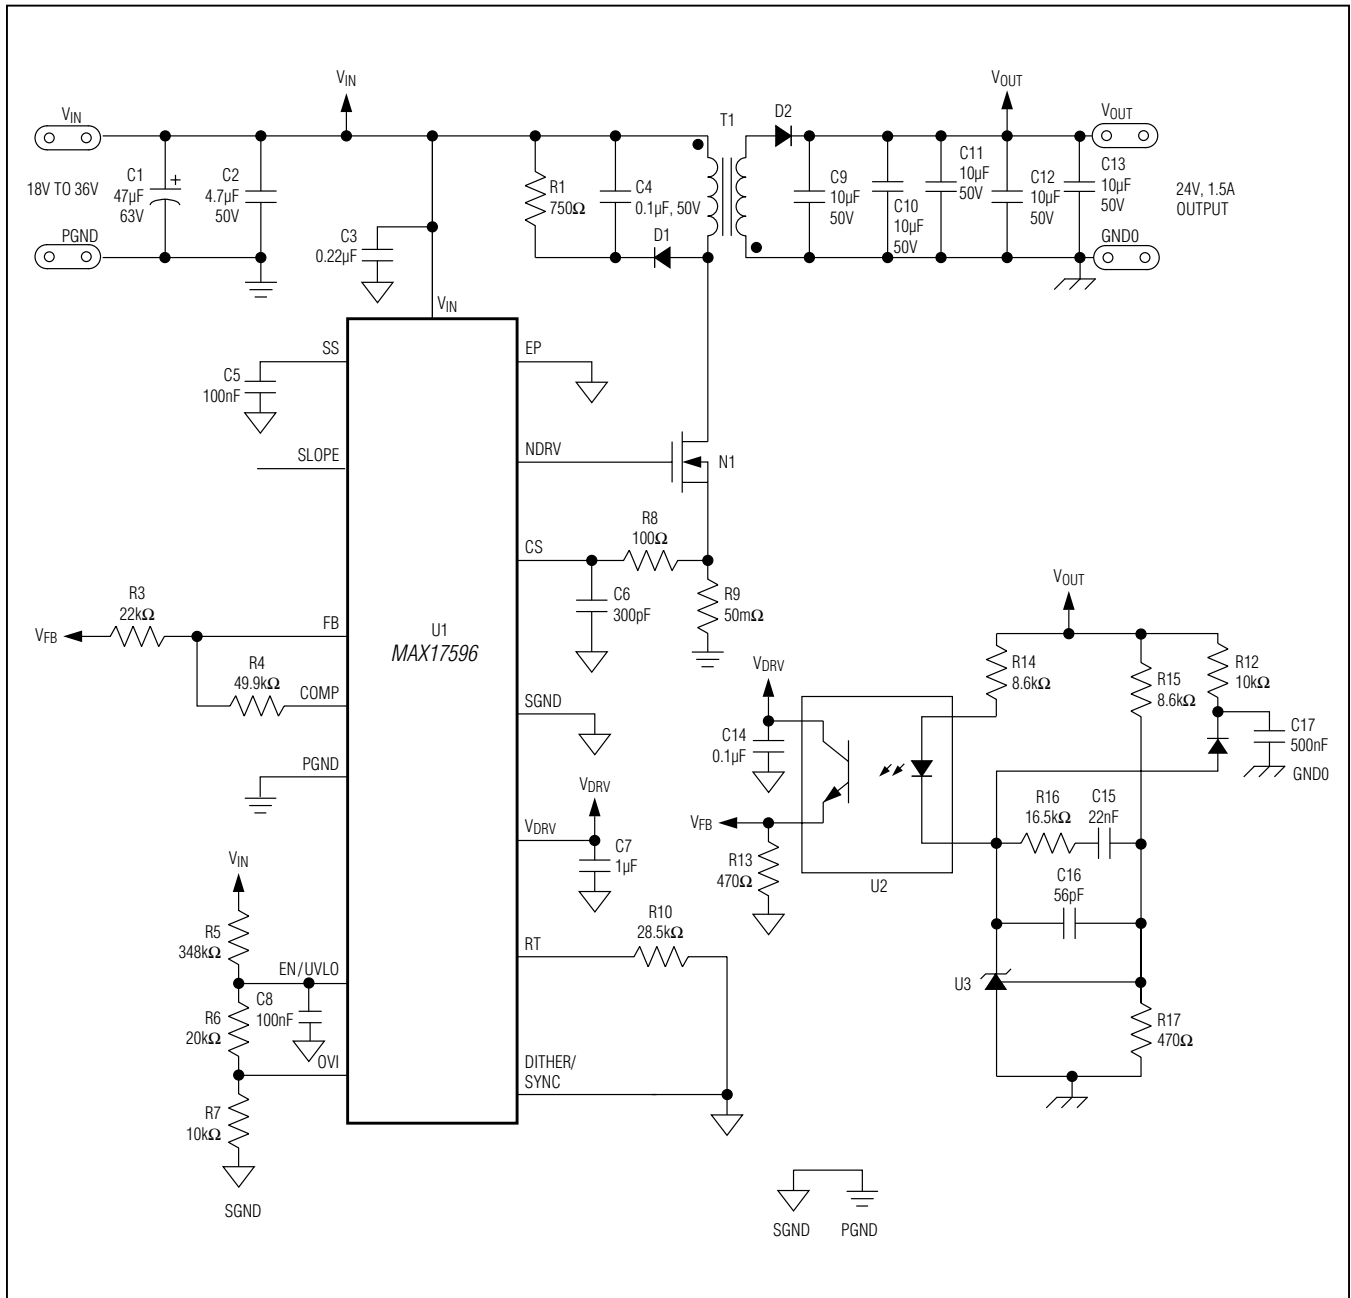 VIN
VOUT
VIN
T1
D2
VOUT
18V TO 36V
C1
47µF
63V
C2
4.7µF
50V
R1
750Ω
C4
0.1µF, 50V
C9
10µF
50V
C10
10µF
50V
C11
10µF
50V
C12
10µF
50V
C13
10µF
50V
24V, 1.5A
OUTPUT
PGND
C3
0.22µF
D1
GND0
VIN
SS
EP
C5
100nF
SLOPE
NDRV
N1
CS
R8
100Ω
C6
300pF
R9
50mΩ
R3
22kΩ
VFB
FB
U1
MAX17596
R4
49.9kΩ
COMP
SGND
PGND
VDRV
VDRV
C7
1µF
VDRV
C14
0.1µF
VFB
R13
470Ω
U2
VOUT
R14
8.6kΩ
R15
8.6kΩ
R12
10kΩ
C17
500nF
GND0
R16
16.5kΩ
C15
22nF
C16
56pF
U3
R17
470Ω
VIN
R5
348kΩ
EN/UVLO
C8
100nF
R6
20kΩ
OVI
R7
10kΩ
SGND
R10
28.5kΩ
RT
DITHER/
SYNC
SGND
PGND